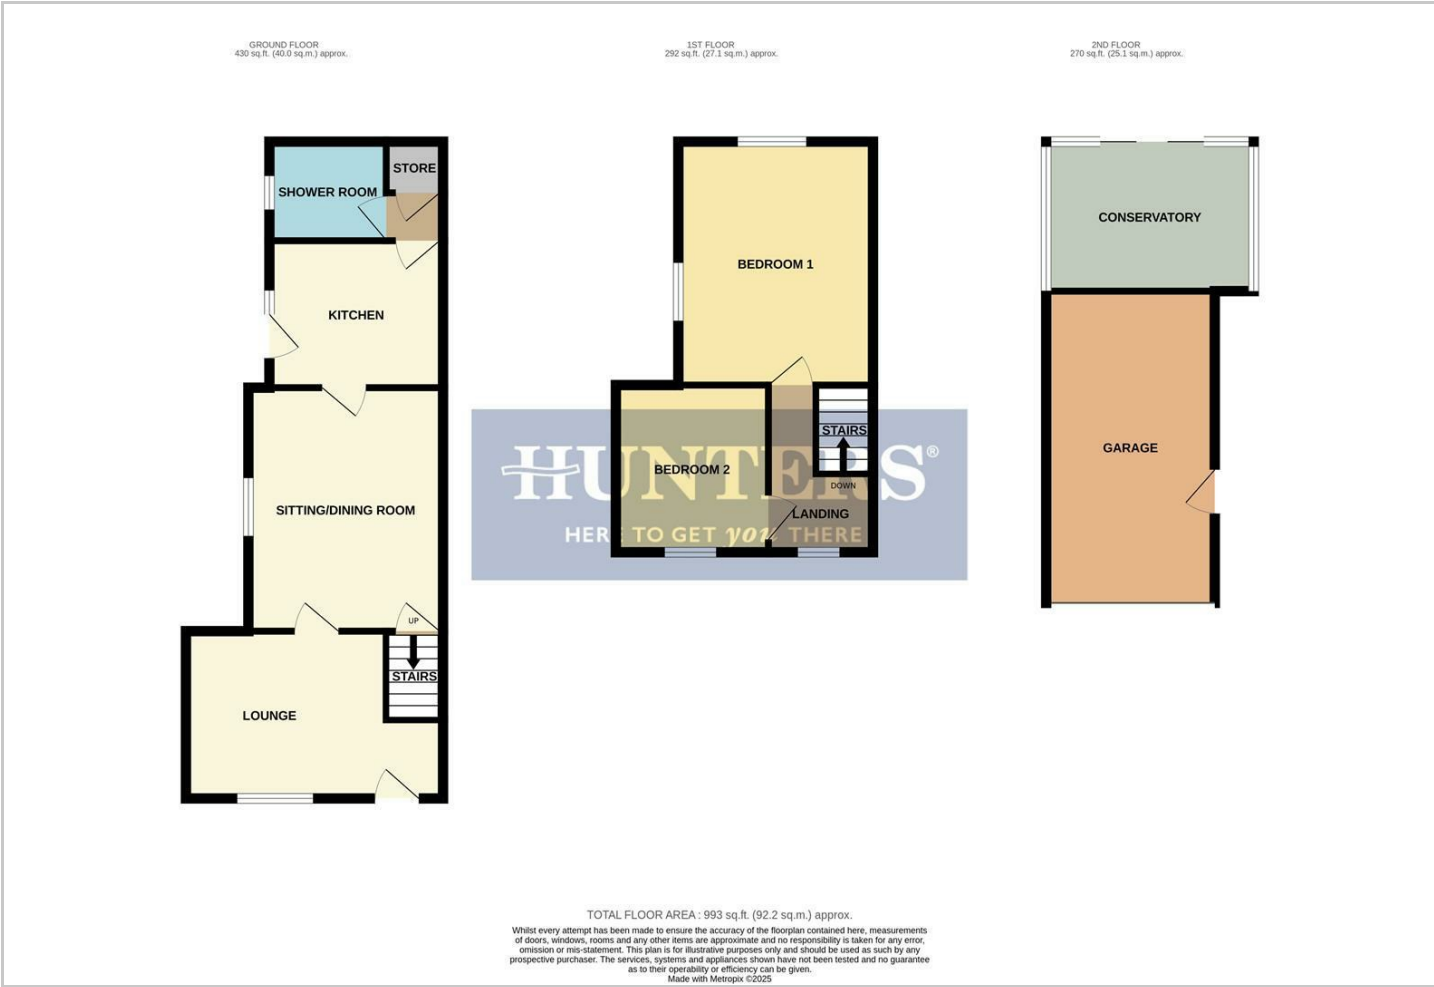 GROUND FLOOR
430 sq.ft. (40.0 sq.m.) approx.
1ST FLOOR
292 sq.ft. (27.1 sq.m.) approx.
2ND FLOOR
270 sq.ft. (25.1 sq.m.) approx.
STORE
SHOWER ROOM
KITCHEN
SITTING/DINING ROOM
UP
STAIRS
LOUNGE
BEDROOM 1
STAIRS
BEDROOM 2
DOWN
LANDING
HUNTERS®
HERE TO GET you THERE
CONSERVATORY
GARAGE
TOTAL FLOOR AREA : 993 sq.ft. (92.2 sq.m.) approx.
Whilst every attempt has been made to ensure the accuracy of the floorplan contained here, measurements
of doors, windows, rooms and any other items are approximate and no responsibility is taken for any error,
omission or mis-statement. This plan is for illustrative purposes only and should be used as such by any
prospective purchaser. The services, systems and appliances shown have not been tested and no guarantee
as to their operability or efficiency can be given.
Made with Metropix ©2025